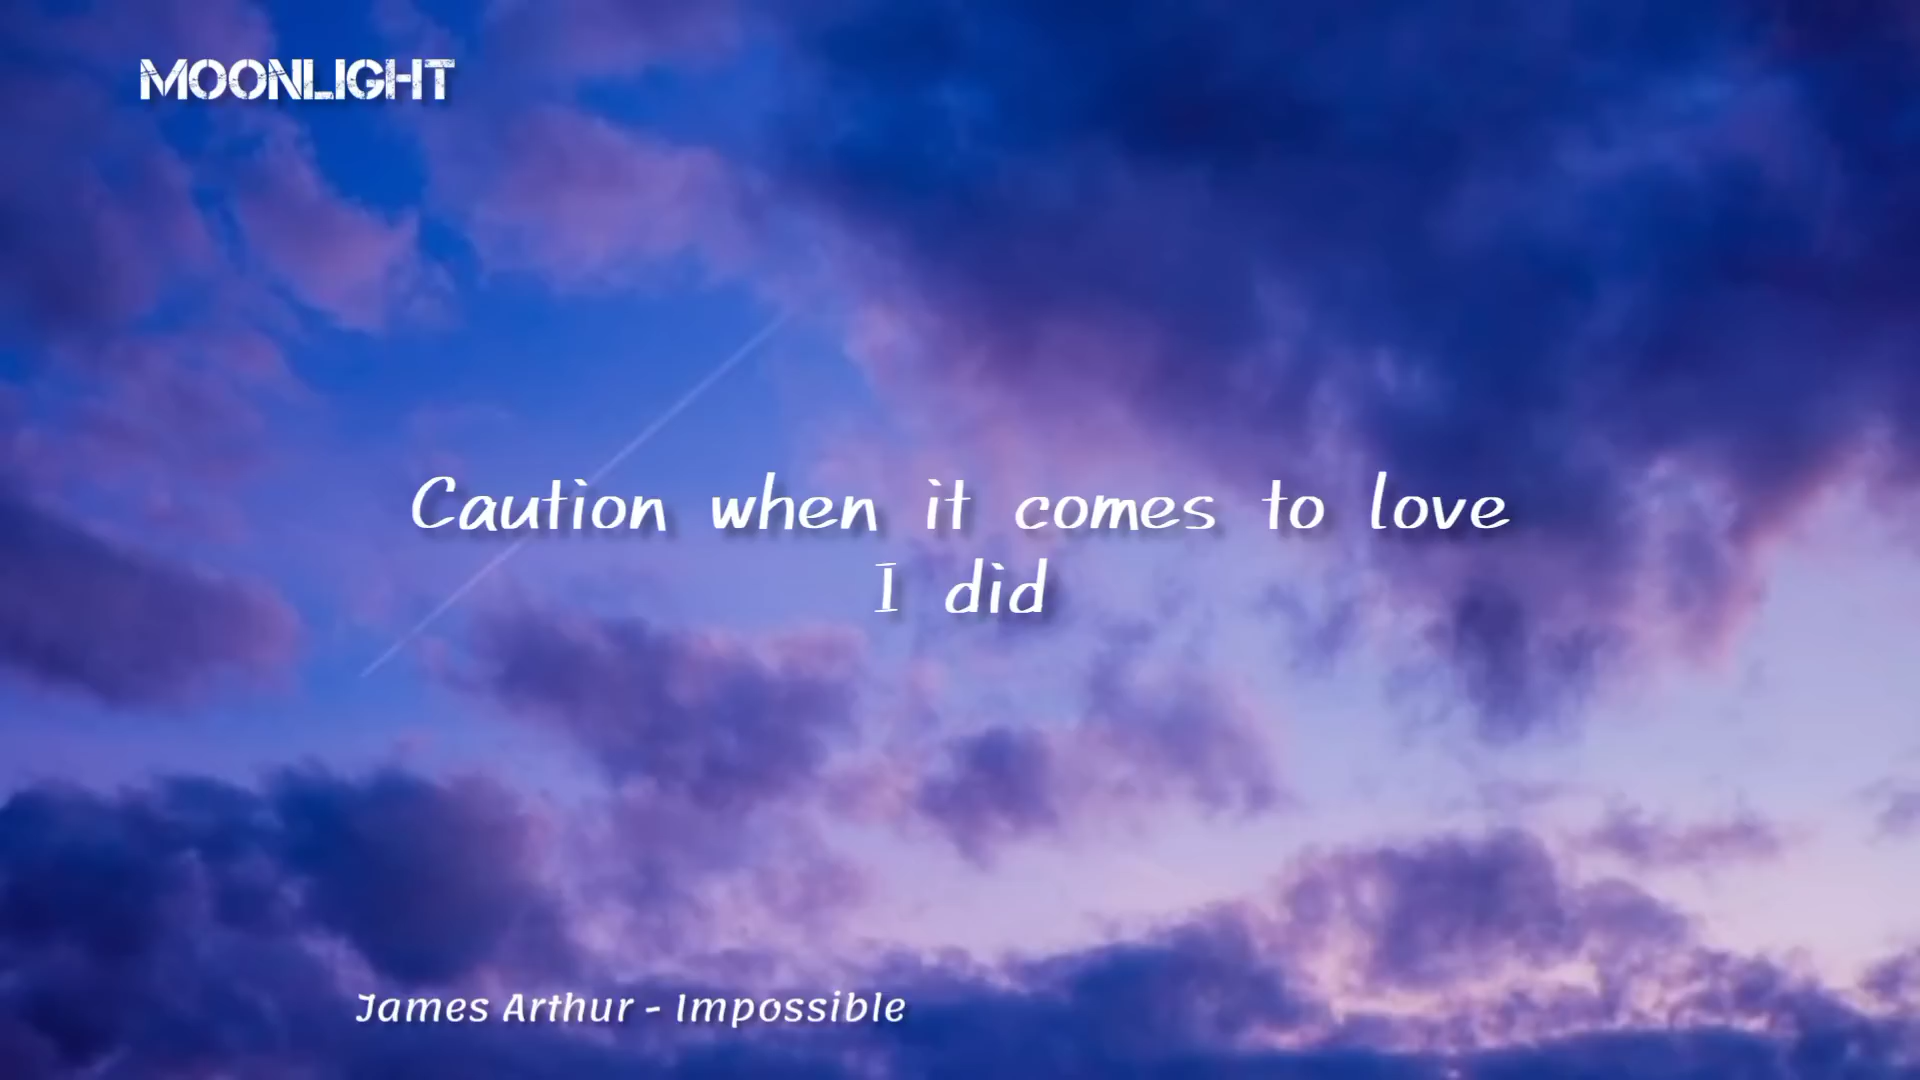 MOONLIGHT
Caution when it comes to love
I did
James Arthur - Impossible